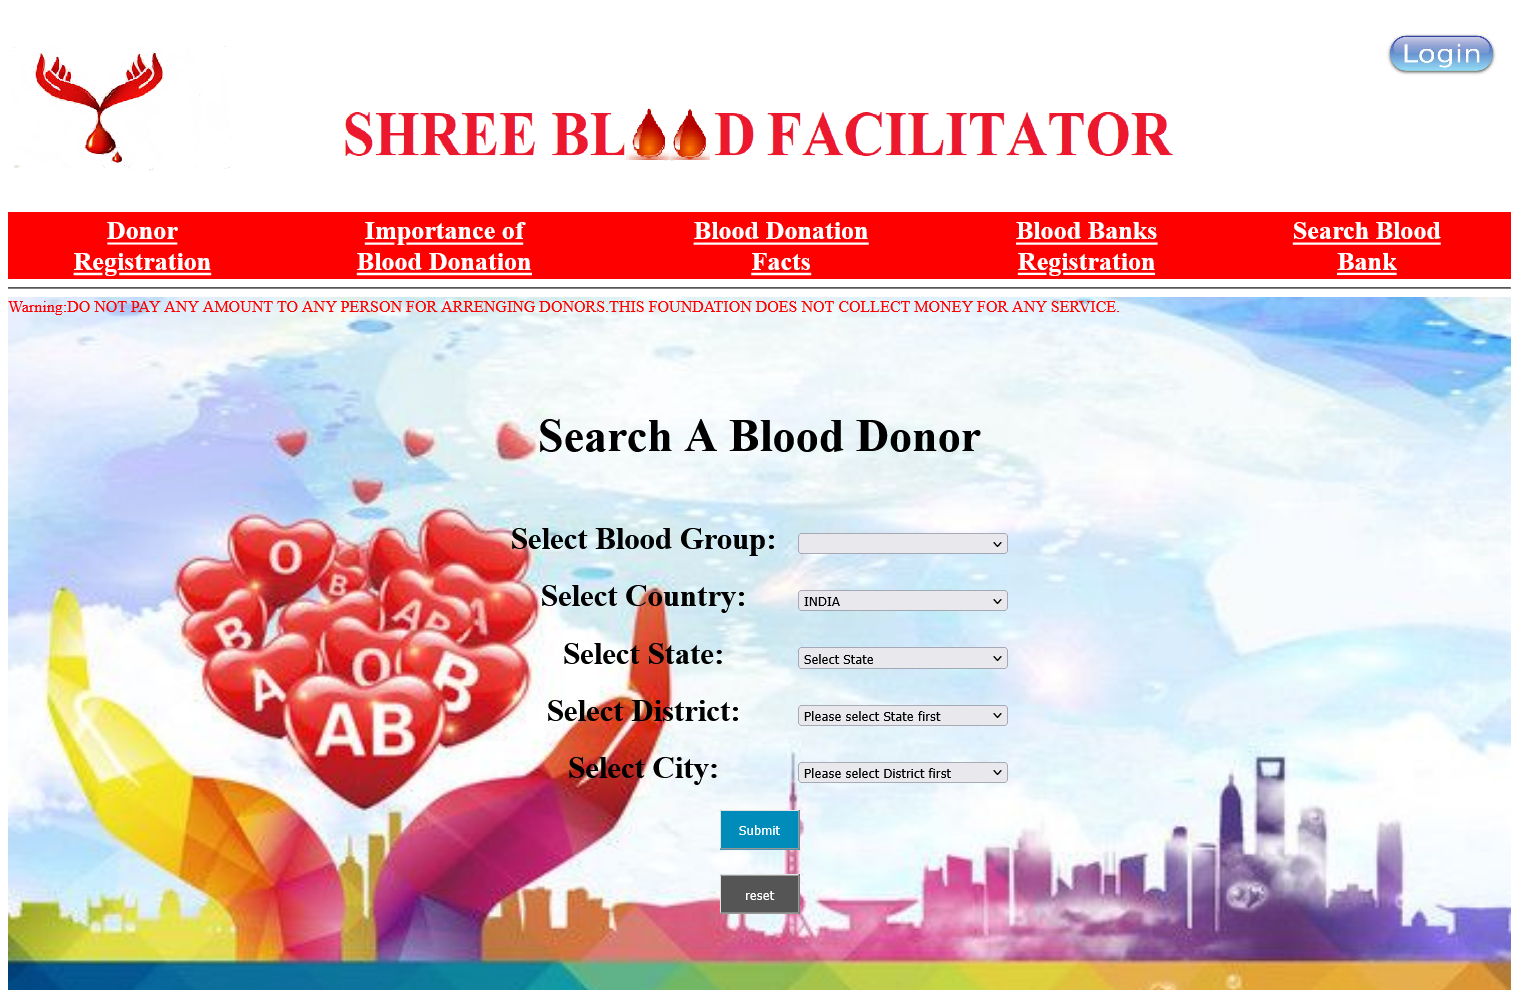 Login
SHREE BLOOD FACILITATOR
Donor Registration
Importance of Blood Donation
Blood Donation Facts
Blood Banks Registration
Search Blood Bank
Warning:DO NOT PAY ANY AMOUNT TO ANY PERSON FOR ARRENGING DONORS.THIS FOUNDATION DOES NOT COLLECT MONEY FOR ANY SERVICE.
Search A Blood Donor
Select Blood Group:
Select Country: INDIA
Select State: Select State
Select District: Please select State first
Select City: Please select District first
Submit
reset
O
B
B
AB
A
A
O
B
AB